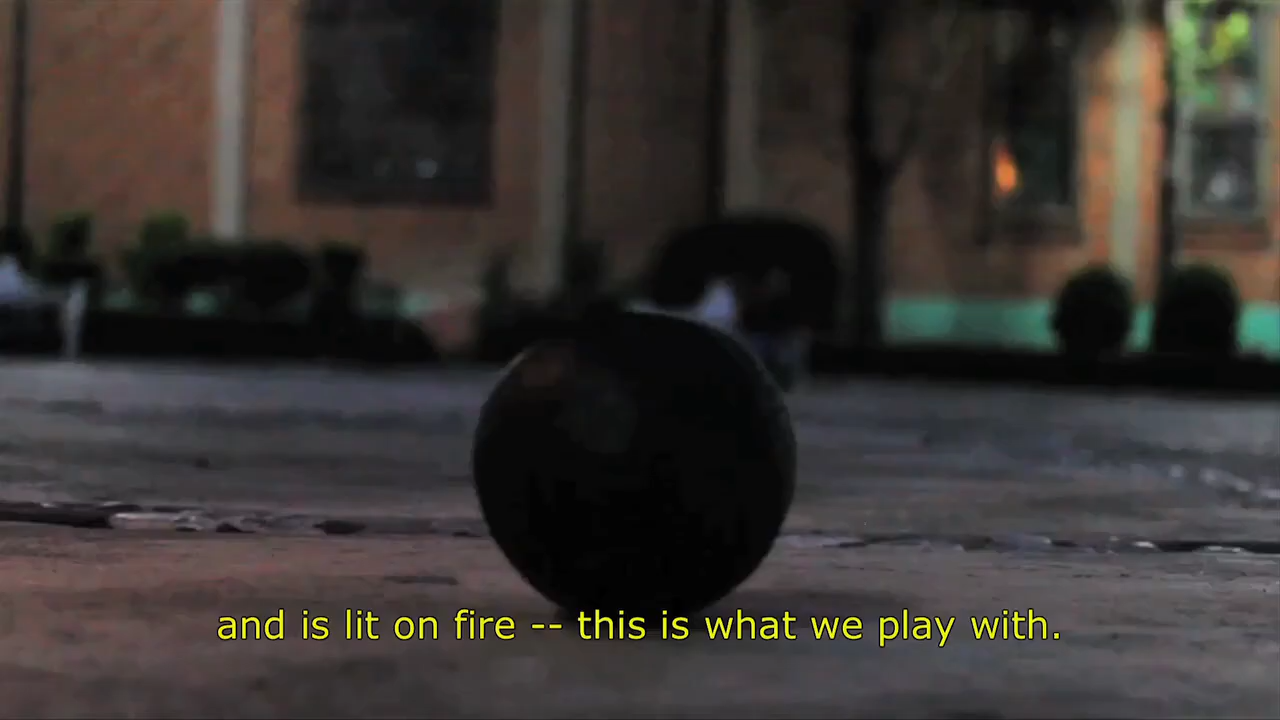 and is lit on fire -- this is what we play with.